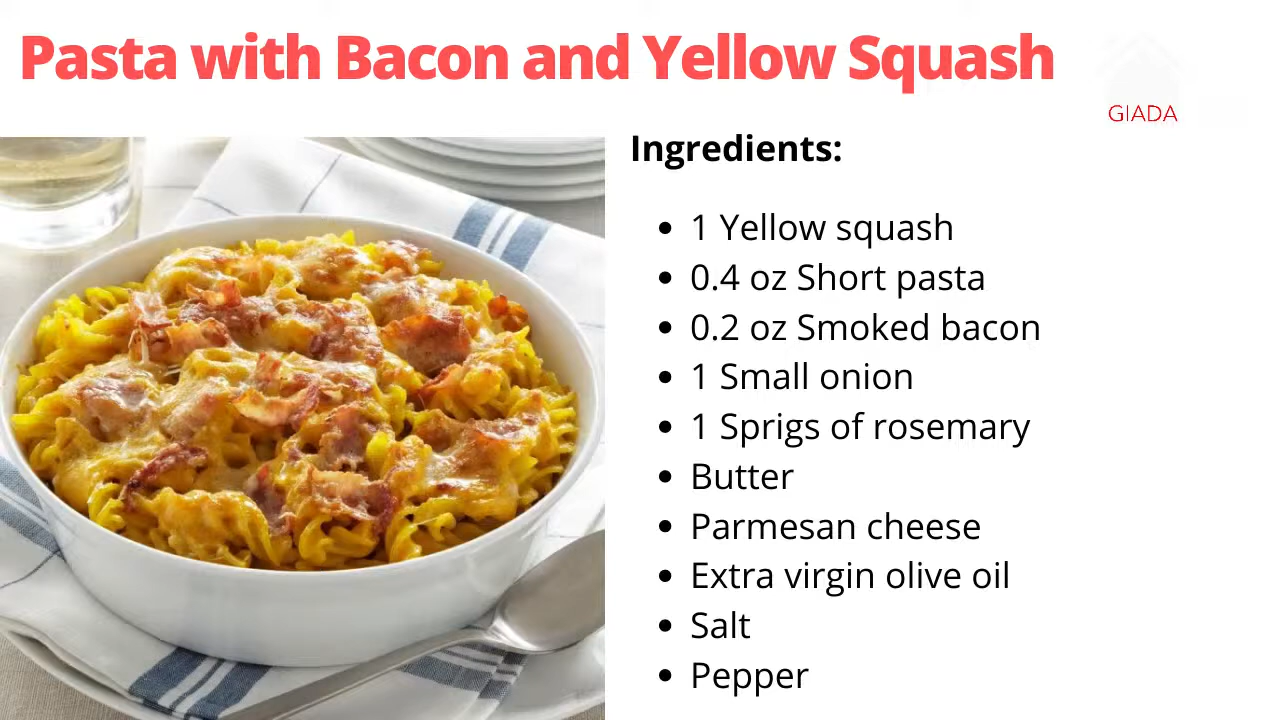 Pasta with Bacon and Yellow Squash
GIADA
Ingredients:
1 Yellow squash
0.4 oz Short pasta
0.2 oz Smoked bacon
1 Small onion
1 Sprigs of rosemary
Butter
Parmesan cheese
Extra virgin olive oil
Salt
Pepper